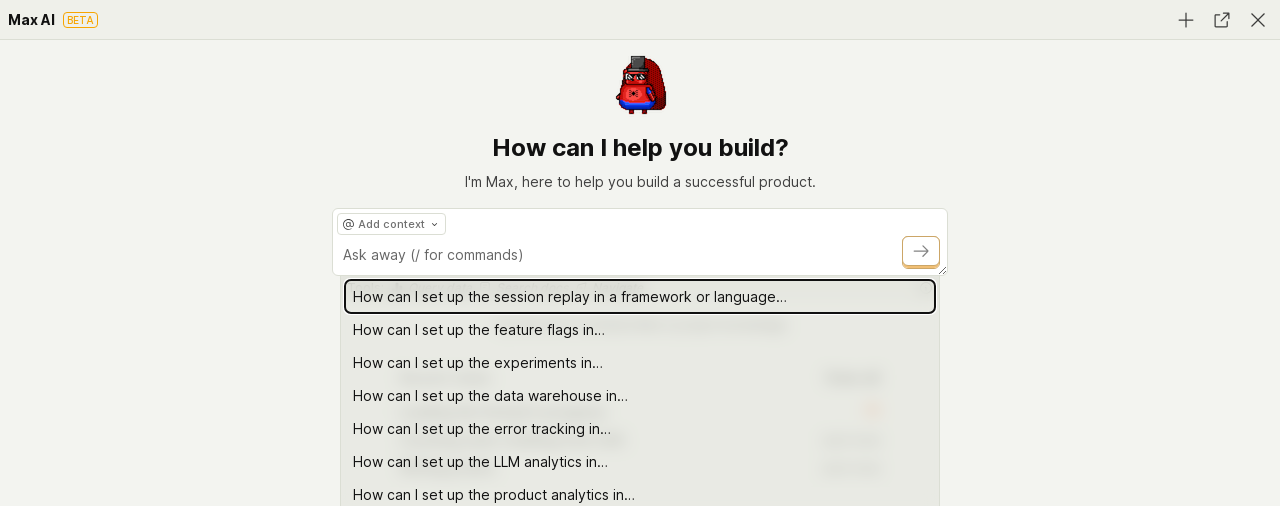 Max AI BETA
How can I help you build?
I'm Max, here to help you build a successful product.
@ Add context
Ask away (/ for commands)
How can I set up the session replay in a framework or language…
How can I set up the feature flags in…
How can I set up the experiments in…
How can I set up the data warehouse in…
How can I set up the error tracking in…
How can I set up the LLM analytics in…
How can I set up the product analytics in…